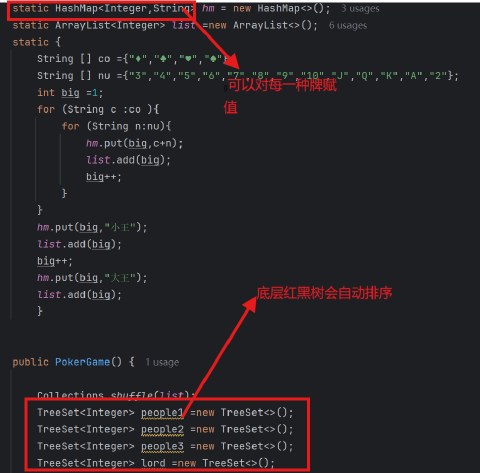 static HashMap<Integer,String> hm = new HashMap<>(); 3 usages
static ArrayList<Integer> list =new ArrayList<>(); 6 usages
static {
String [] co ={"♦","♣","♥","♠"};
String [] nu ={"3","4","5","6","7","8","9","10","J","Q","K","A","2"};
可以对每一种牌赋
值
int big =1;
for (String c :co ){
for (String n:nu){
hm.put(big,c+n);
list.add(big);
big++;
}
}
hm.put(big,"小王");
list.add(big);
big++;
hm.put(big,"大王");
list.add(big);
}
底层红黑树会自动排序
public PokerGame() { 1 usage
Collections.shuffle(list);
TreeSet<Integer> people1 =new TreeSet<>();
TreeSet<Integer> people2 =new TreeSet<>();
TreeSet<Integer> people3 =new TreeSet<>();
TreeSet<Integer> lord =new TreeSet<>();